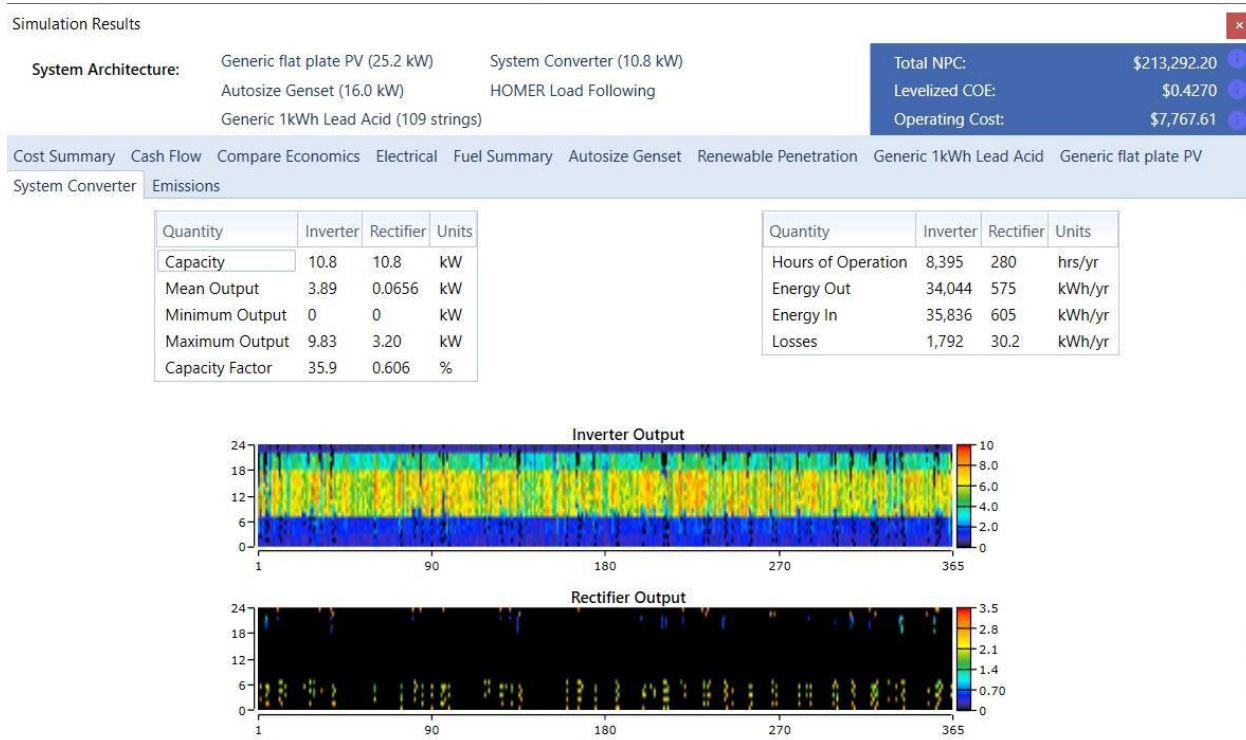 Simulation Results
×
System Architecture:
Generic flat plate PV (25.2 kW)
System Converter (10.8 kW)
Autosize Genset (16.0 kW)
HOMER Load Following
Generic 1kWh Lead Acid (109 strings)
Total NPC: $213,292.20
Levelized COE: $0.4270
Operating Cost: $7,767.61
Cost Summary Cash Flow Compare Economics Electrical Fuel Summary Autosize Genset Renewable Penetration Generic 1kWh Lead Acid Generic flat plate PV
System Converter Emissions
Quantity Inverter Rectifier Units
Capacity 10.8 10.8 kW
Mean Output 3.89 0.0656 kW
Minimum Output 0 0 kW
Maximum Output 9.83 3.20 kW
Capacity Factor 35.9 0.606 %
Quantity Inverter Rectifier Units
Hours of Operation 8,395 280 hrs/yr
Energy Out 34,044 575 kWh/yr
Energy In 35,836 605 kWh/yr
Losses 1,792 30.2 kWh/yr
Inverter Output
24
18
12
6
0
1 90 180 270 365
10
8.0
6.0
4.0
2.0
0
Rectifier Output
24
18
12
6
0
1 90 180 270 365
3.5
2.8
2.1
1.4
0.70
0